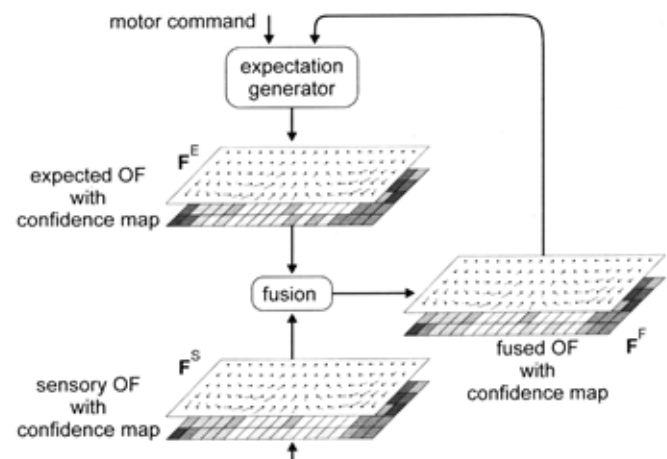 motor command
expectation
generator
F^E
expected OF
with
confidence map
fusion
F^S
sensory OF
with
confidence map
F^F
fused OF
with
confidence map